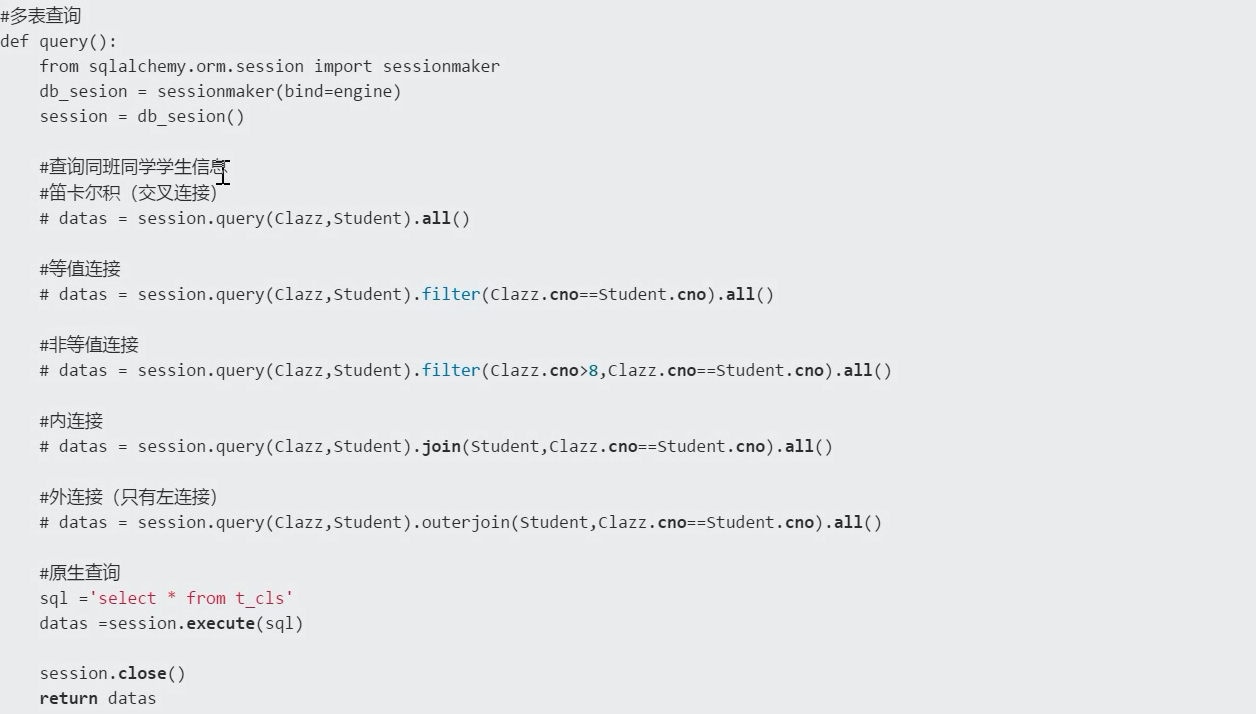 #多表查询
def query():
    from sqlalchemy.orm.session import sessionmaker
    db_sesion = sessionmaker(bind=engine)
    session = db_sesion()
    #查询同班同学学生信息
    #笛卡尔积（交叉连接）
    # datas = session.query(Clazz,Student).all()
    #等值连接
    # datas = session.query(Clazz,Student).filter(Clazz.cno==Student.cno).all()
    #非等值连接
    # datas = session.query(Clazz,Student).filter(Clazz.cno>8,Clazz.cno==Student.cno).all()
    #内连接
    # datas = session.query(Clazz,Student).join(Student,Clazz.cno==Student.cno).all()
    #外连接（只有左连接）
    # datas = session.query(Clazz,Student).outerjoin(Student,Clazz.cno==Student.cno).all()
    #原生查询
    sql ='select * from t_cls'
    datas =session.execute(sql)
    session.close()
    return datas